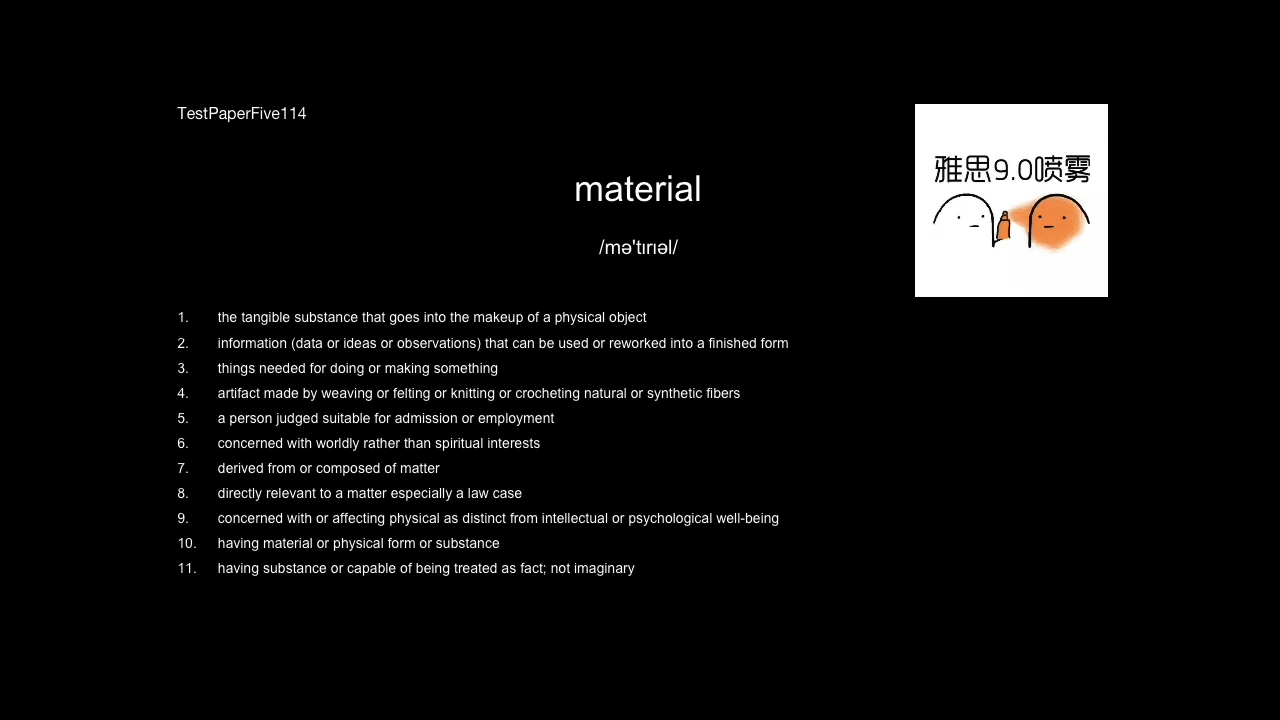 TestPaperFive114
雅思9.0喷雾
material
/mə'tɪrɪəl/
1. the tangible substance that goes into the makeup of a physical object
2. information (data or ideas or observations) that can be used or reworked into a finished form
3. things needed for doing or making something
4. artifact made by weaving or felting or knitting or crocheting natural or synthetic fibers
5. a person judged suitable for admission or employment
6. concerned with worldly rather than spiritual interests
7. derived from or composed of matter
8. directly relevant to a matter especially a law case
9. concerned with or affecting physical as distinct from intellectual or psychological well-being
10. having material or physical form or substance
11. having substance or capable of being treated as fact; not imaginary